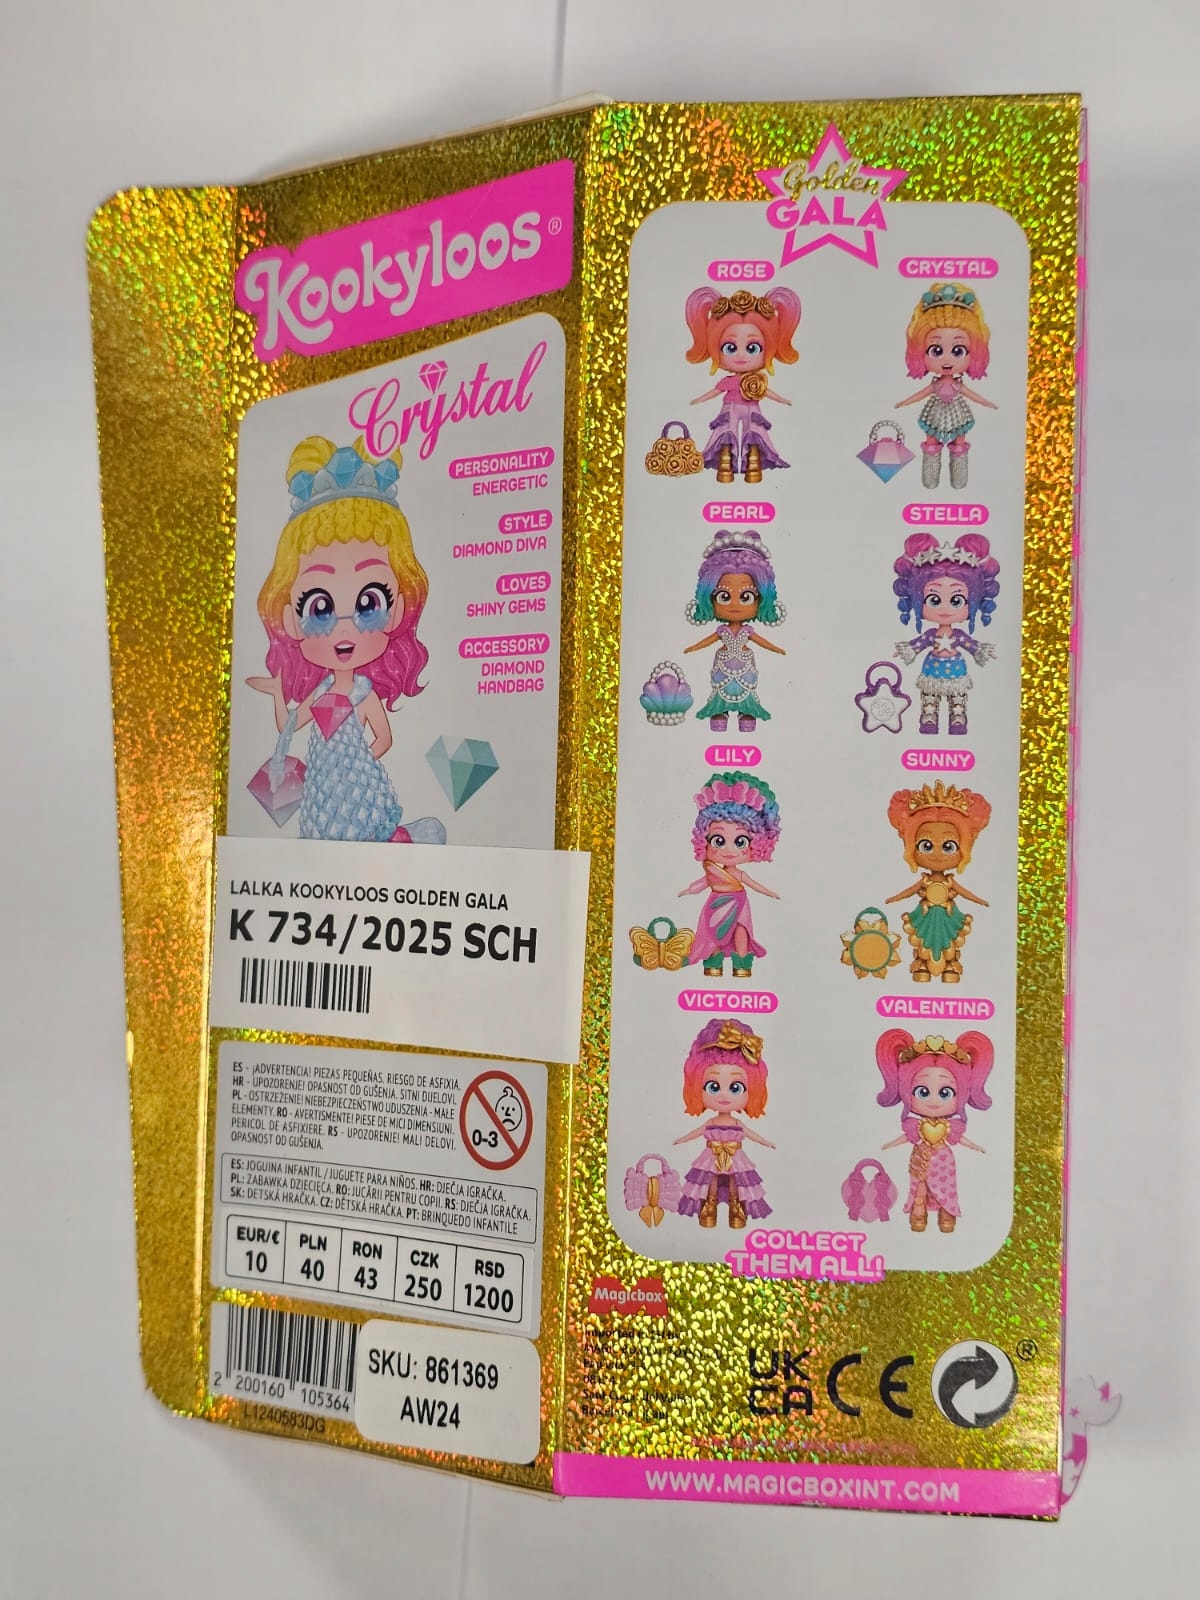 Kookyloos®
Crystal
PERSONALITY
ENERGETIC
STYLE
DIAMOND DIVA
LOVES
SHINY GEMS
ACCESSORY
DIAMOND
HANDBAG
LALKA KOOKYLOOS GOLDEN GALA
K 734/2025 SCH
ES - ¡ADVERTENCIA! PIEZAS PEQUEÑAS. RIESGO DE ASFIXIA.
HR - UPOZORENJE! OPASNOST OD GUŠENJA. SITNI DIJELOVI.
PL - OSTRZEŻENIE! NIEBEZPIECZEŃSTWO UDUSZENIA - MAŁE
ELEMENTY. RO - AVERTISMENTE! PIESE DE MICI DIMENSIUNI,
PERICOL DE ASFIXIERE. RS - UPOZORENJE! MALI DELOVI.
OPASNOST OD GUŠENJA.
0-3
ES: JOGUINA INFANTIL / JUGUETE PARA NIÑOS. HR: DJEČJA IGRAČKA.
PL: ZABAWKA DZIECIĘCA. RO: JUCĂRII PENTRU COPII. RS: DJEČJA IGRAČKA.
SK: DETSKÁ HRAČKA. CZ: DĚTSKÁ HRAČKA. PT: BRINQUEDO INFANTILE
EUR/€ PLN RON CZK RSD
10 40 43 250 1200
2 200160 105364
L1240583DG
SKU: 861369
AW24
Golden
GALA
ROSE CRYSTAL
PEARL STELLA
LILY SUNNY
VICTORIA VALENTINA
COLLECT
THEM ALL!
Magicbox
UK
CA CE ®
WWW.MAGICBOXINT.COM